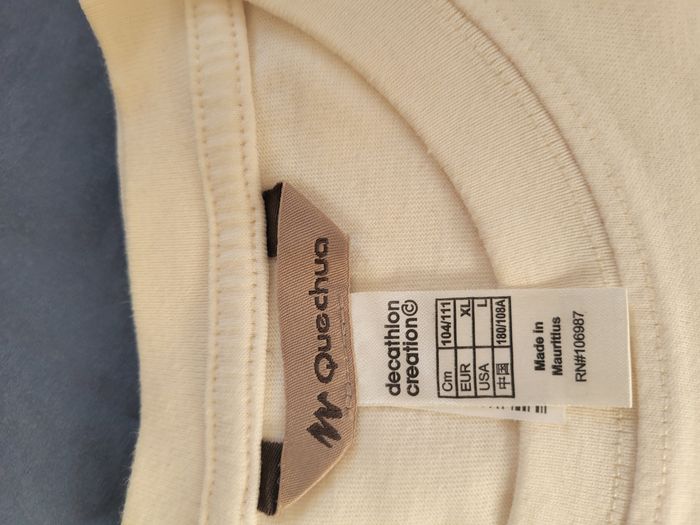 Quechua
decathlon
creation©
Cm 104/111
EUR XL
USA L
中国 180/108A
Made in
Mauritius
RN#106987